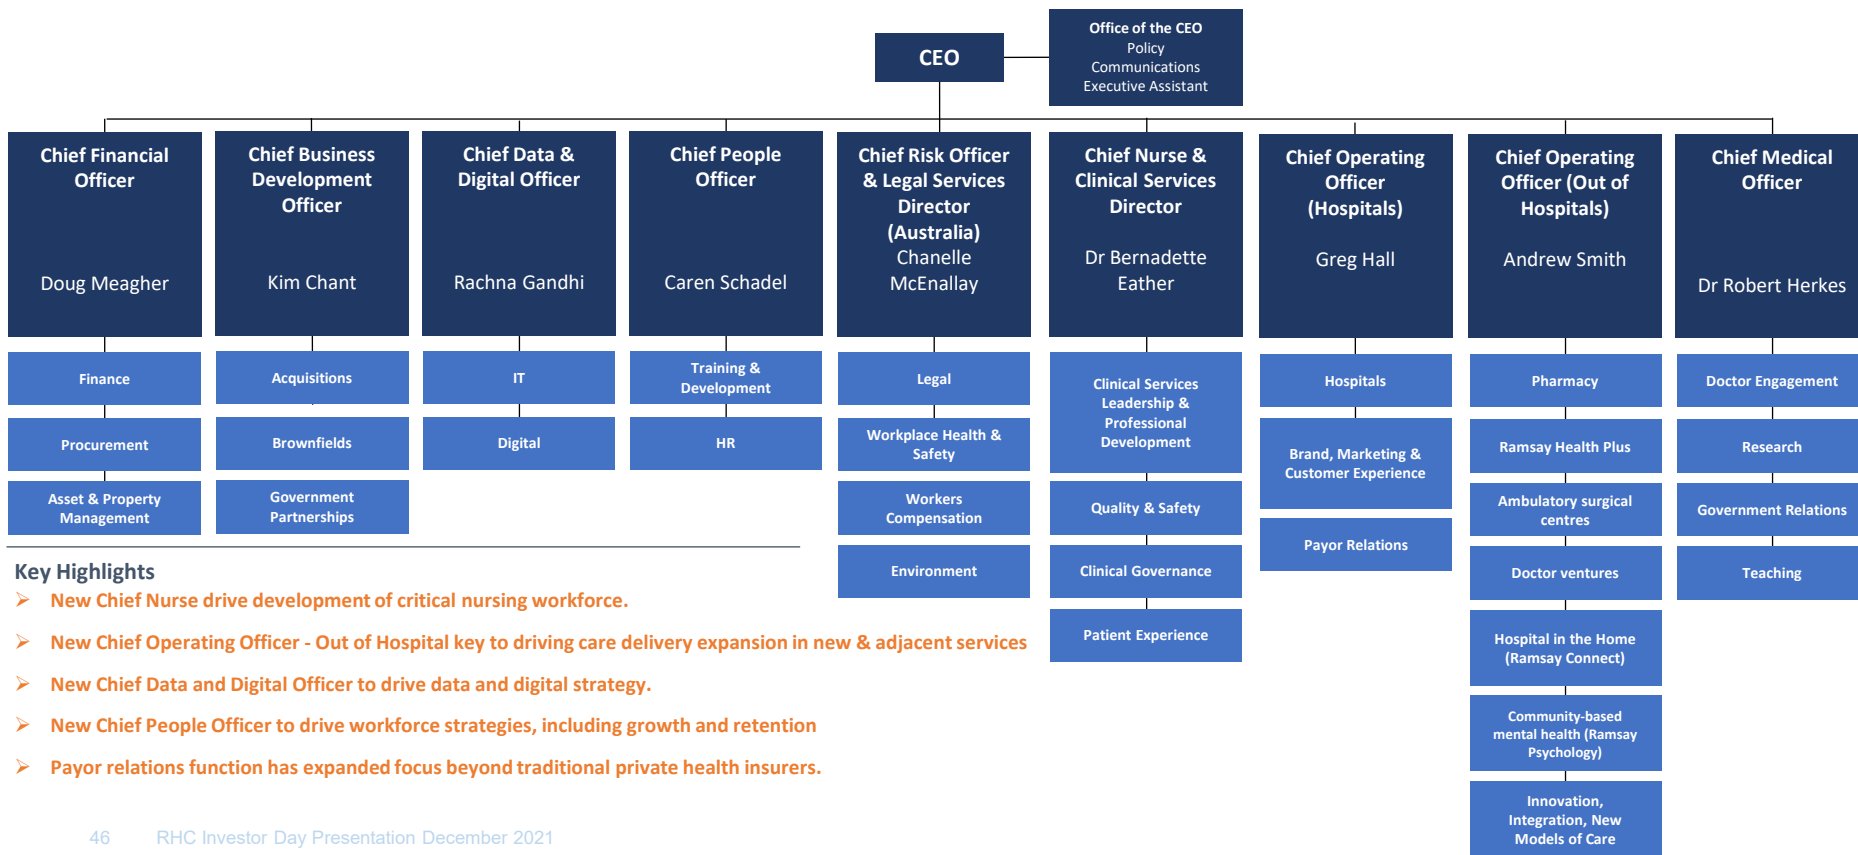 CEO
Office of the CEO
Policy
Communications
Executive Assistant
Chief Financial
Officer
Doug Meagher
Finance
Procurement
Asset & Property
Management
Chief Business
Development
Officer
Kim Chant
Acquisitions
Brownfields
Government
Partnerships
Chief Data &
Digital Officer
Rachna Gandhi
IT
Digital
Chief People
Officer
Caren Schadel
Training &
Development
HR
Chief Risk Officer
& Legal Services
Director
(Australia)
Chanelle
McEnallay
Legal
Workplace Health &
Safety
Workers
Compensation
Environment
Chief Nurse &
Clinical Services
Director
Dr Bernadette
Eather
Clinical Services
Leadership &
Professional
Development
Quality & Safety
Clinical Governance
Patient Experience
Chief Operating
Officer
(Hospitals)
Greg Hall
Hospitals
Brand, Marketing &
Customer Experience
Payor Relations
Chief Operating
Officer (Out of
Hospitals)
Andrew Smith
Pharmacy
Ramsay Health Plus
Ambulatory surgical
centres
Doctor ventures
Hospital in the Home
(Ramsay Connect)
Community-based
mental health (Ramsay
Psychology)
Innovation,
Integration, New
Models of Care
Chief Medical
Officer
Dr Robert Herkes
Doctor Engagement
Research
Government Relations
Teaching
Key Highlights
➢ New Chief Nurse drive development of critical nursing workforce.
➢ New Chief Operating Officer - Out of Hospital key to driving care delivery expansion in new & adjacent services
➢ New Chief Data and Digital Officer to drive data and digital strategy.
➢ New Chief People Officer to drive workforce strategies, including growth and retention
➢ Payor relations function has expanded focus beyond traditional private health insurers.
46 RHC Investor Day Presentation December 2021